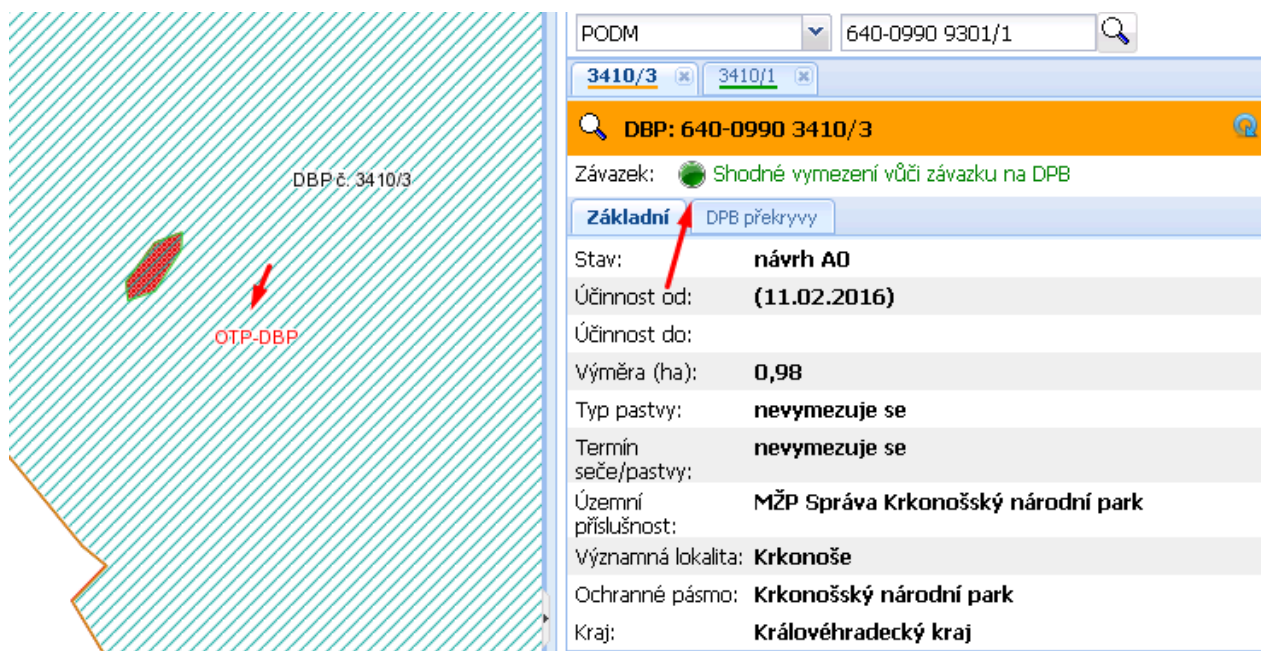 DBP č. 3410/3
OTP-DBP
PODM 640-0990 9301/1
3410/3 3410/1
DBP: 640-0990 3410/3
Závazek: Shodné vymezení vůči závazku na DPB
Základní DPB překryvy
Stav: návrh AO
Účinnost od: (11.02.2016)
Účinnost do:
Výměra (ha): 0,98
Typ pastvy: nevymezuje se
Termín seče/pastvy: nevymezuje se
Územní příslušnost: MŽP Správa Krkonošský národní park
Významná lokalita: Krkonoše
Ochranné pásmo: Krkonošský národní park
Kraj: Královéhradecký kraj